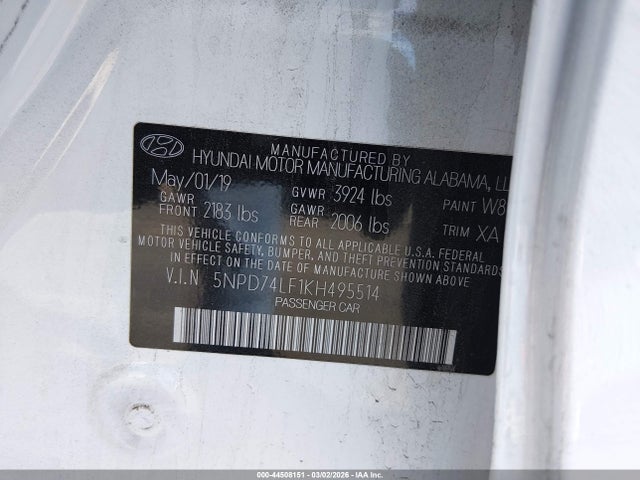 MANUFACTURED BY
HYUNDAI MOTOR MANUFACTURING ALABAMA, LL
May/01/19 GVWR 3924 lbs PAINT W8
GAWR FRONT 2183 lbs GAWR REAR 2006 lbs TRIM XA
THIS VEHICLE CONFORMS TO ALL APPLICABLE U.S.A. FEDERAL
MOTOR VEHICLE SAFETY, BUMPER, AND THEFT PREVENTION STANDARDS
IN EFFECT ON THE DATE OF MANUFACTURE SHOWN ABOVE.
V.I.N 5NPD74LF1KH495514
PASSENGER CAR
000-44508151 | 03/02/2026 | IAA Inc.